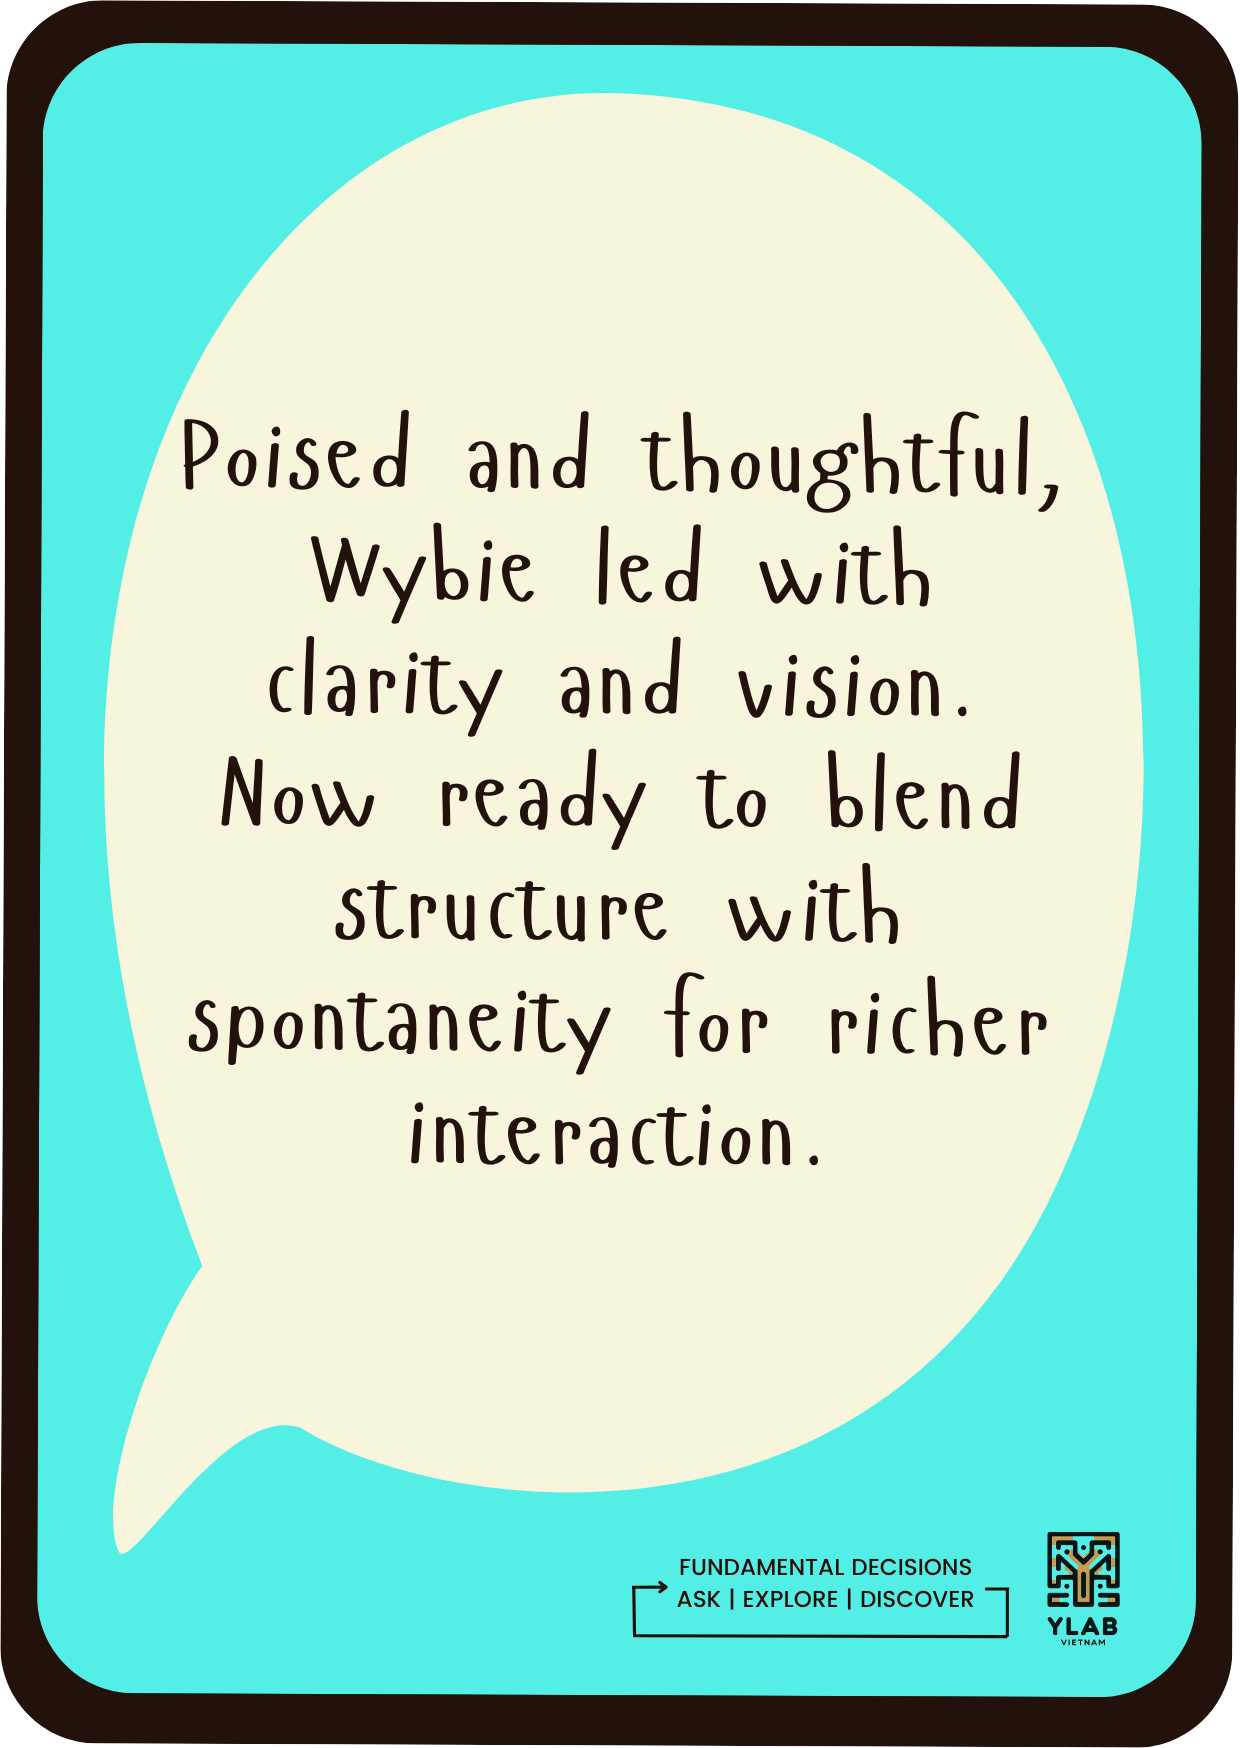 Poised and thoughtful,
Wybie led with
clarity and vision.
Now ready to blend
structure with
spontaneity for richer
interaction.
FUNDAMENTAL DECISIONS
ASK | EXPLORE | DISCOVER
YLAB
VIETNAM